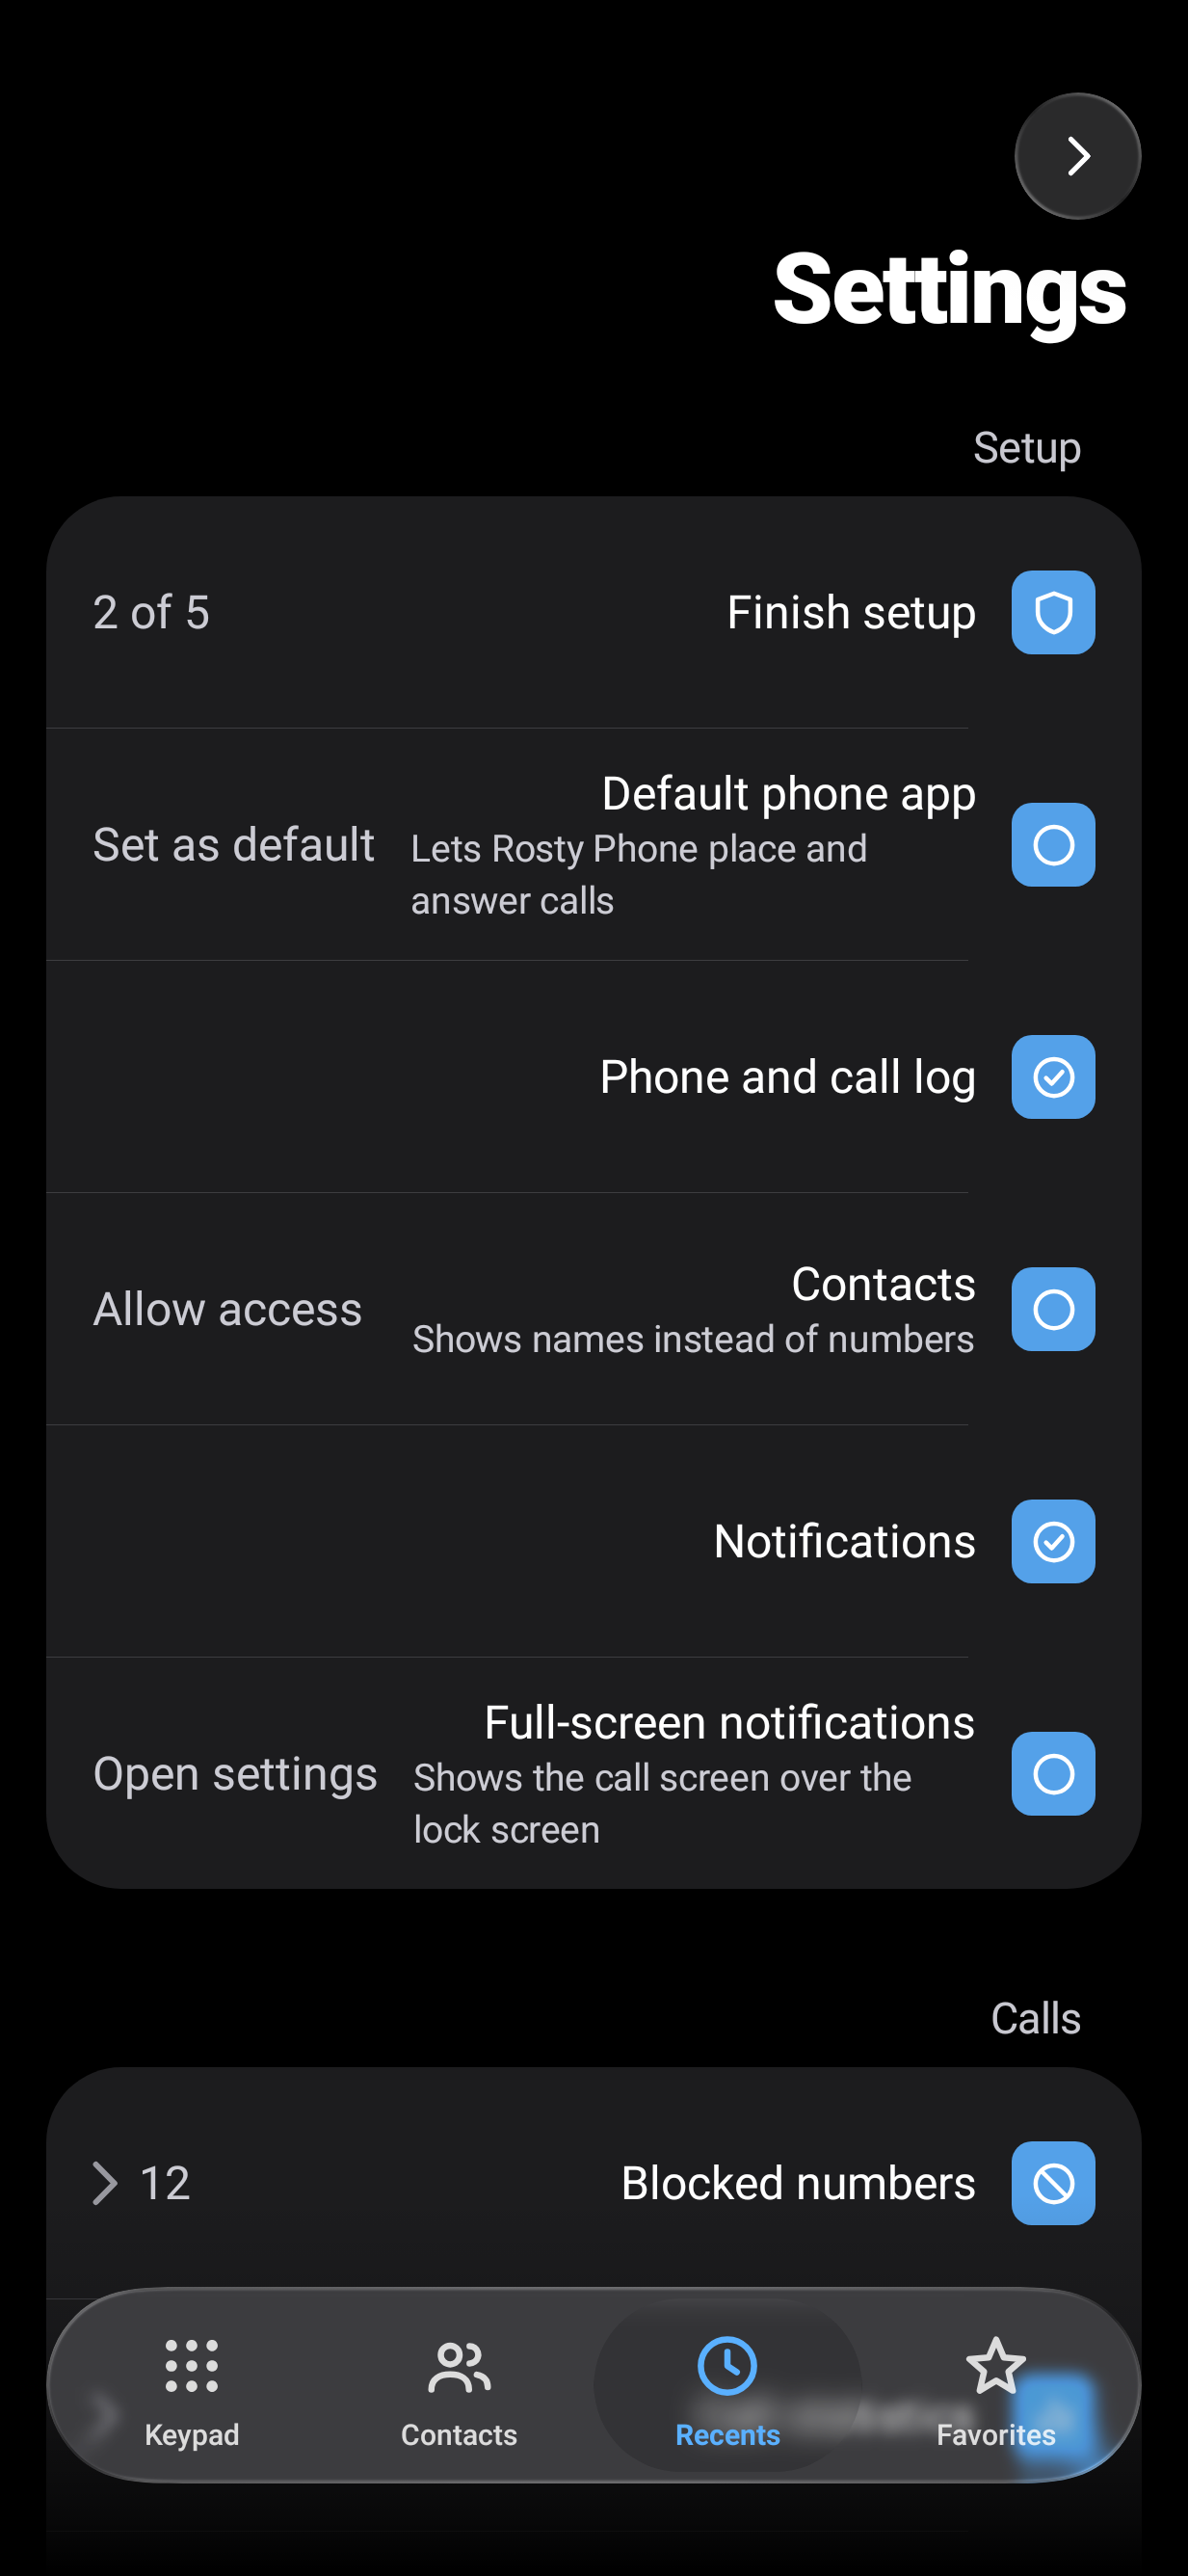 Settings
Setup
Finish setup
2 of 5
Default phone app
Lets Rosty Phone place and
answer calls
Set as default
Phone and call log
Contacts
Shows names instead of numbers
Allow access
Notifications
Full-screen notifications
Shows the call screen over the
lock screen
Open settings
Calls
Blocked numbers
12
Keypad
Contacts
Recents
Favorites